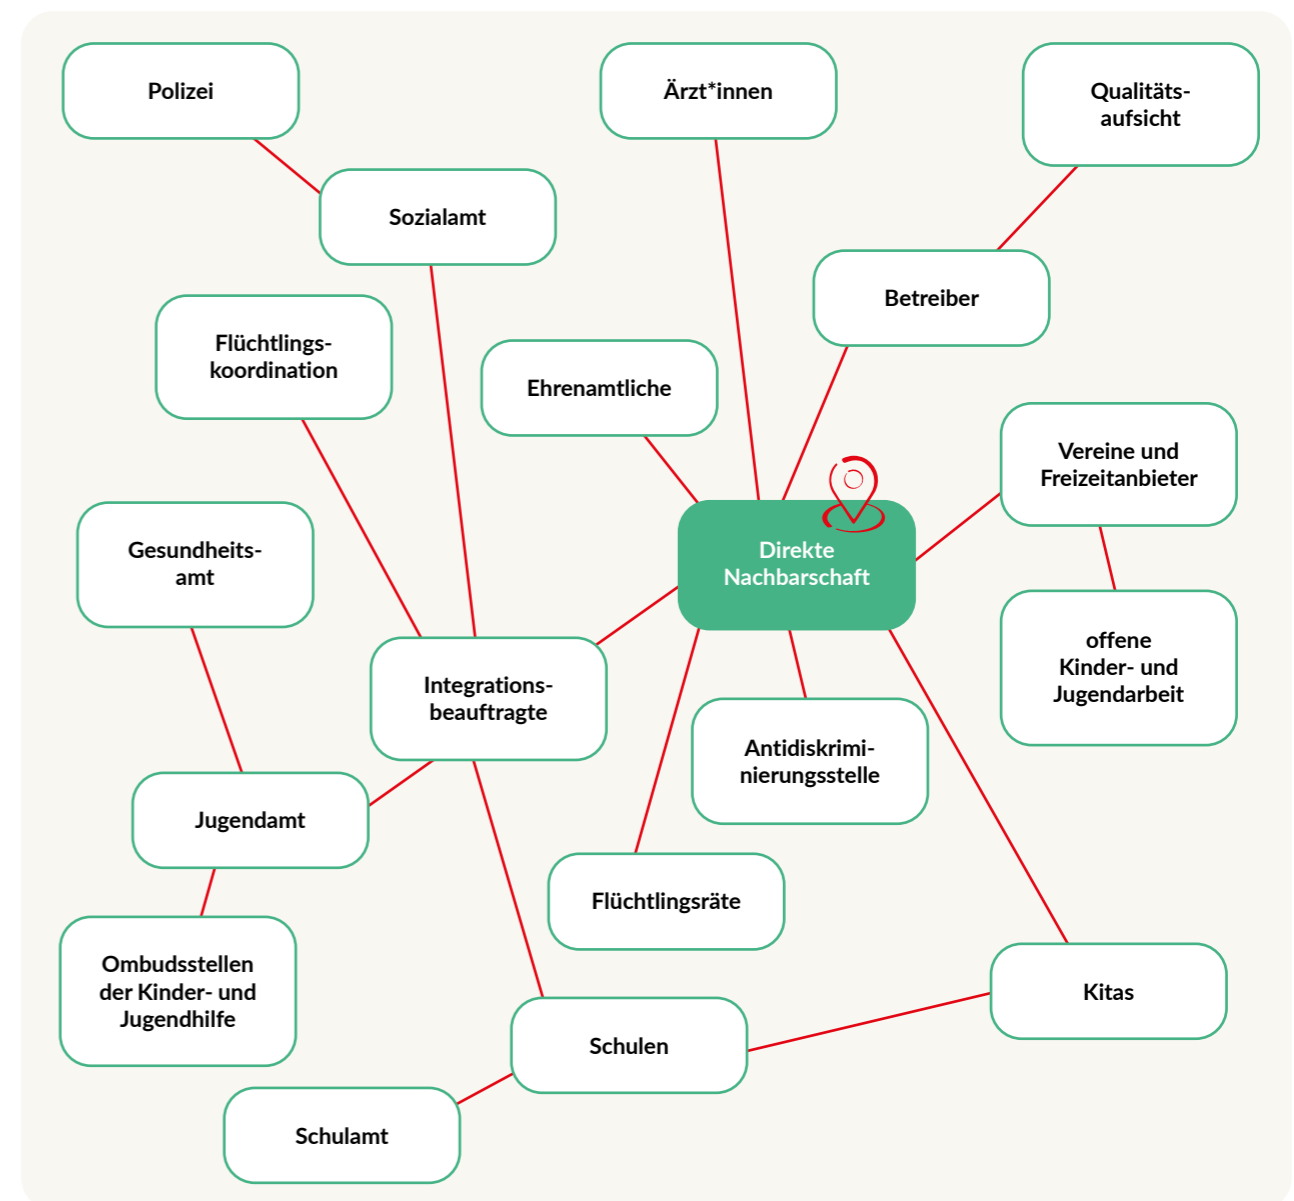 Polizei
Ärzt*innen
Qualitäts-
aufsicht
Sozialamt
Betreiber
Flüchtlings-
koordination
Ehrenamtliche
Vereine und
Freizeitanbieter
Gesundheits-
amt
Direkte
Nachbarschaft
offene
Kinder- und
Jugendarbeit
Integrations-
beauftragte
Antidiskrimi-
nierungsstelle
Jugendamt
Flüchtlingsräte
Ombudsstellen
der Kinder- und
Jugendhilfe
Kitas
Schulen
Schulamt